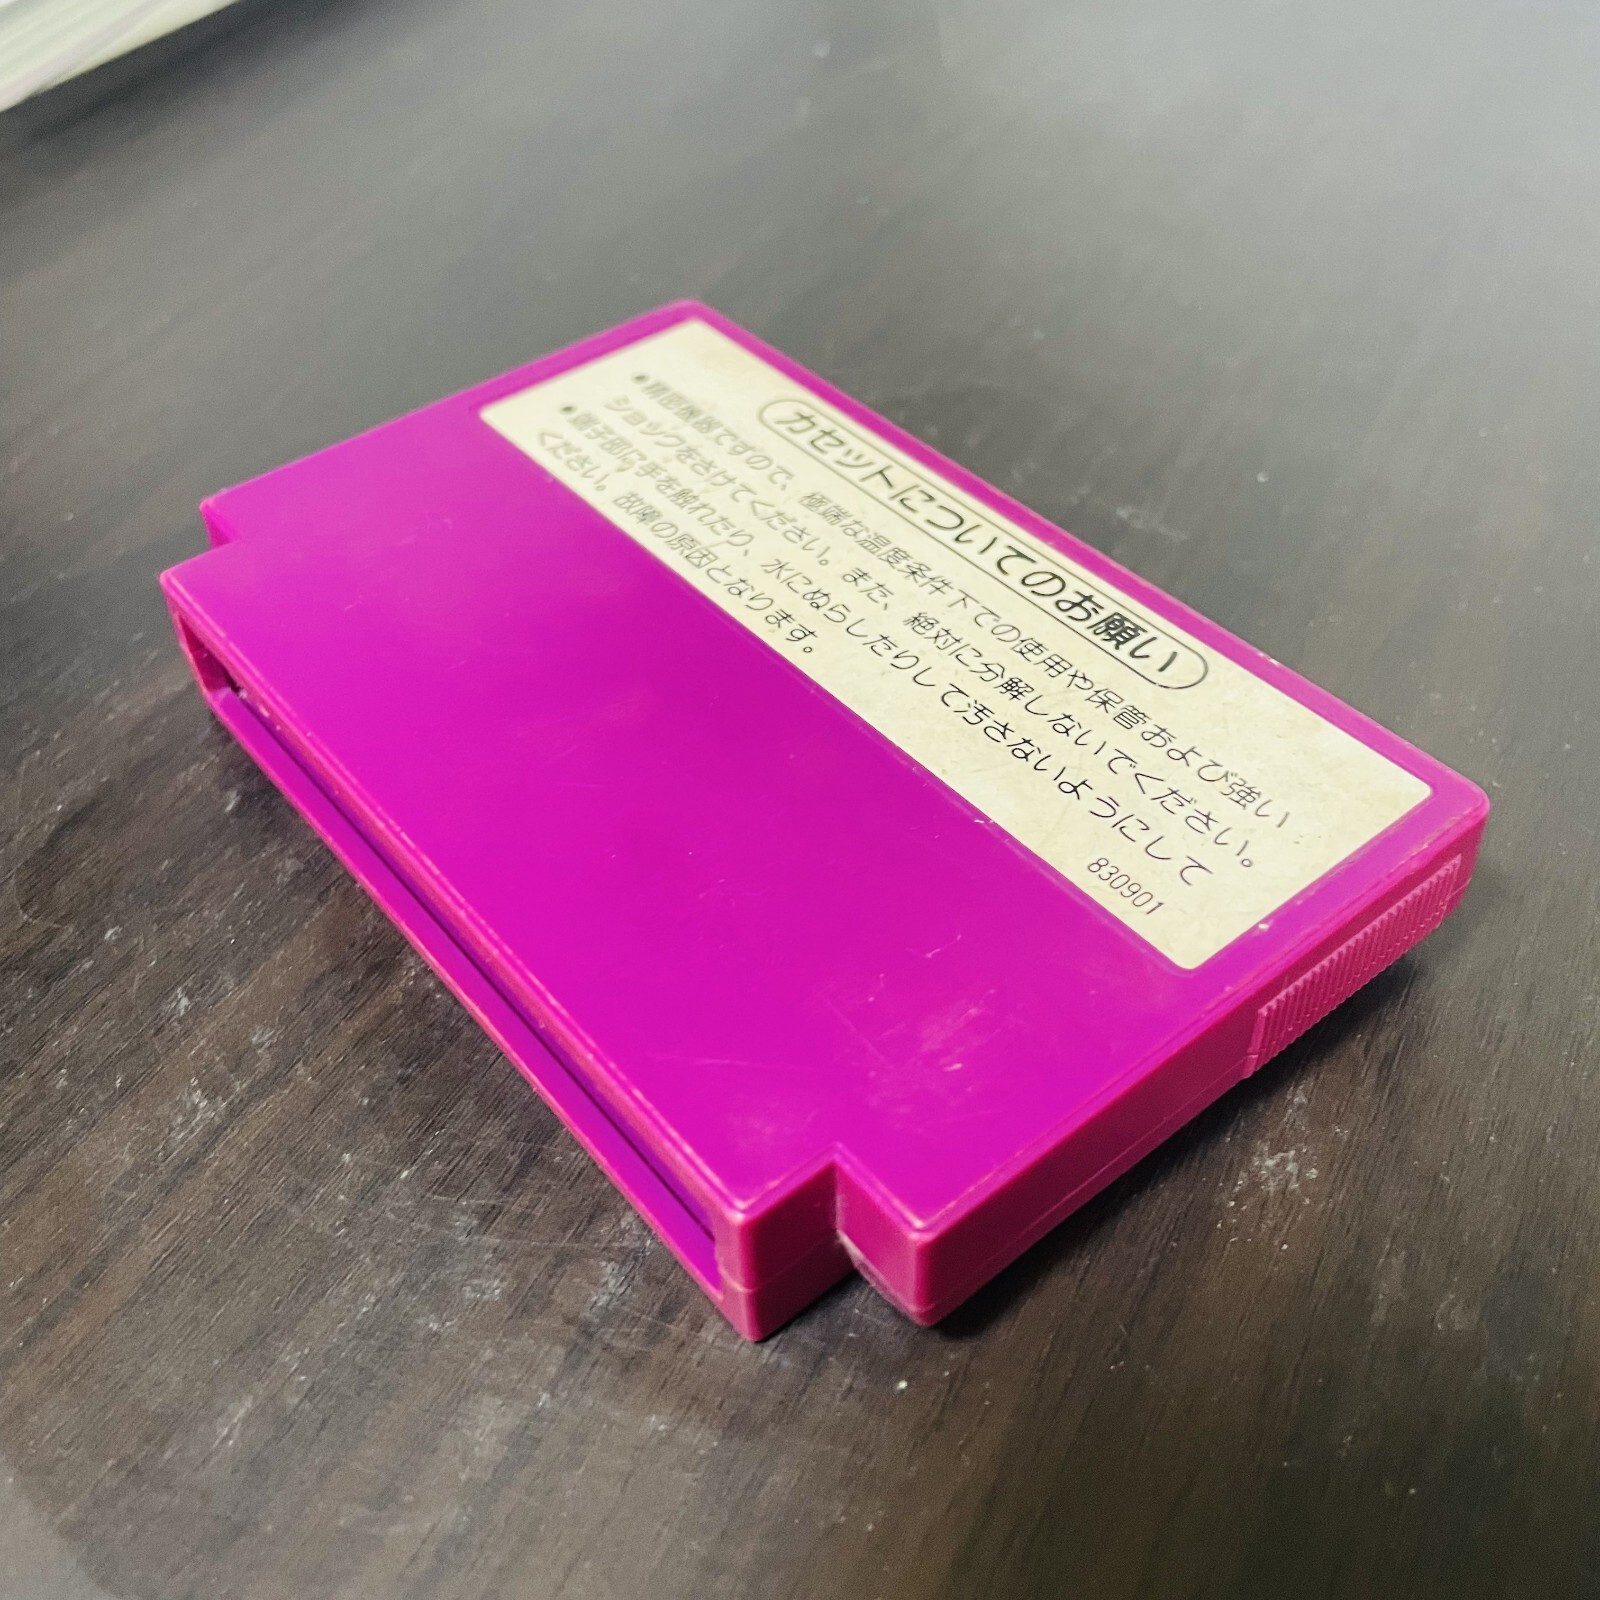 カセットについてのお願い
●精密機器ですので、極端な温度条件下での使用や保管および強い
ショックをさけてください。また、絶対に分解しないでください。
●端子部に手を触れたり、水にぬらしたりして汚さないようにして
ください。故障の原因となります。
830901